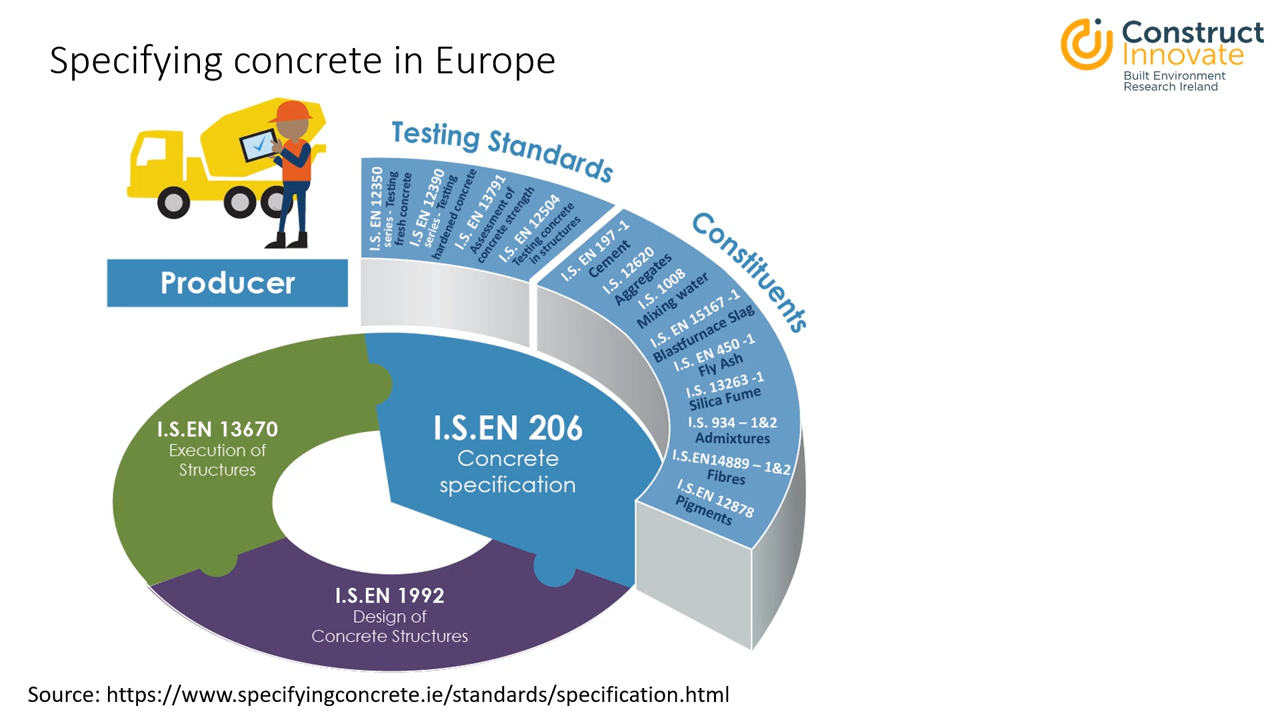 Specifying concrete in Europe
Construct
Innovate
Built Environment
Research Ireland
Testing Standards
I.S. EN 12350
series - Testing
fresh concrete
I.S EN 12390
series - Testing
hardened concrete
I.S. EN 13791
Assessment of
concrete strength
I.S. EN 12504
Testing concrete
in structures
Constituents
I.S. EN 197 -1
Cement
I.S. 12620
Aggregates
I.S. 1008
Mixing water
I.S. EN 15167 -1
Blastfurnace Slag
I.S. EN 450 -1
Fly Ash
I.S. 13263 -1
Silica Fume
I.S. 934 – 1&2
Admixtures
I.S.EN14889 – 1&2
Fibres
I.S.EN 12878
Pigments
Producer
I.S.EN 13670
Execution of
Structures
I.S.EN 206
Concrete
specification
I.S.EN 1992
Design of
Concrete Structures
Source: https://www.specifyingconcrete.ie/standards/specification.html